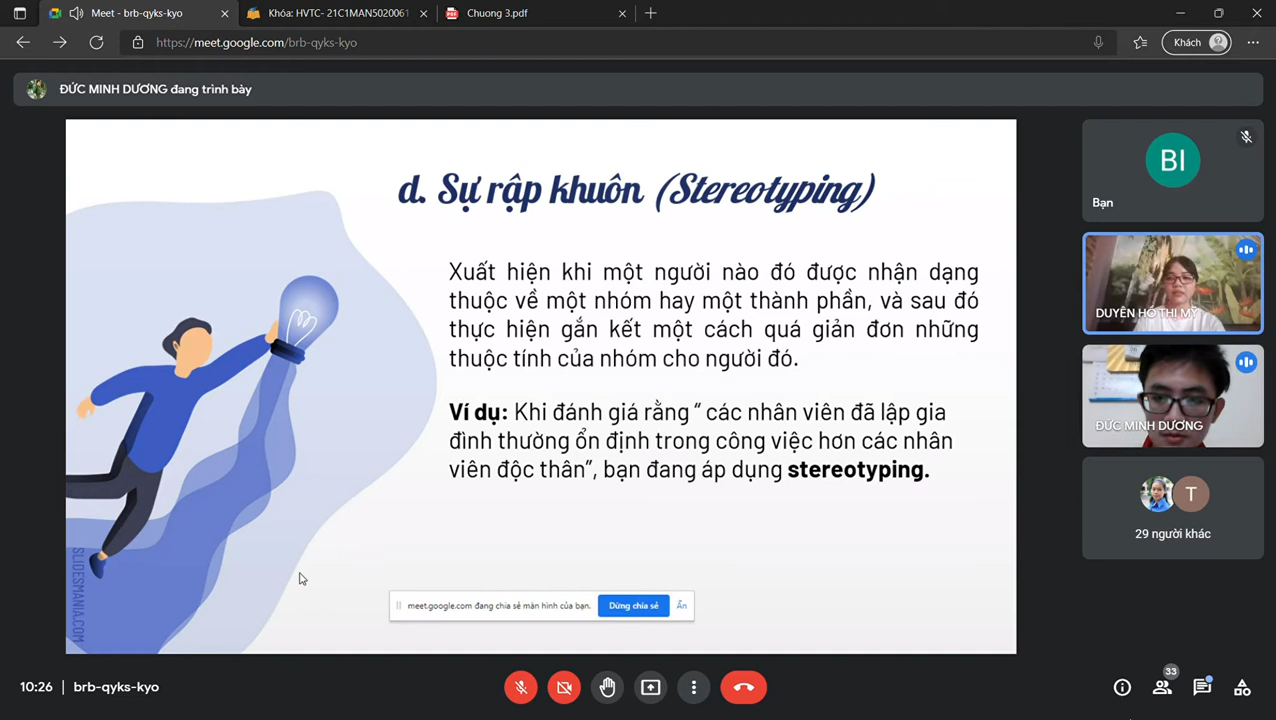 Meet - brb-qyks-kyo
Khóa: HVTC- 21C1MAN5020061
Chuong 3.pdf
https://meet.google.com/brb-qyks-kyo
Khách
ĐỨC MINH DƯƠNG đang trình bày
d. Sự rập khuôn (Stereotyping)
Xuất hiện khi một người nào đó được nhận dạng
thuộc về một nhóm hay một thành phần, và sau đó
thực hiện gắn kết một cách quá giản đơn những
thuộc tính của nhóm cho người đó.
Ví dụ: Khi đánh giá rằng “ các nhân viên đã lập gia
đình thường ổn định trong công việc hơn các nhân
viên độc thân”, bạn đang áp dụng stereotyping.
SLIDESMANIA.COM
meet.google.com đang chia sẻ màn hình của bạn.
Dừng chia sẻ
Ẩn
BI
Bạn
DUYÊN HỒ THỊ MỸ
ĐỨC MINH DƯƠNG
T
29 người khác
10:26 | brb-qyks-kyo
33